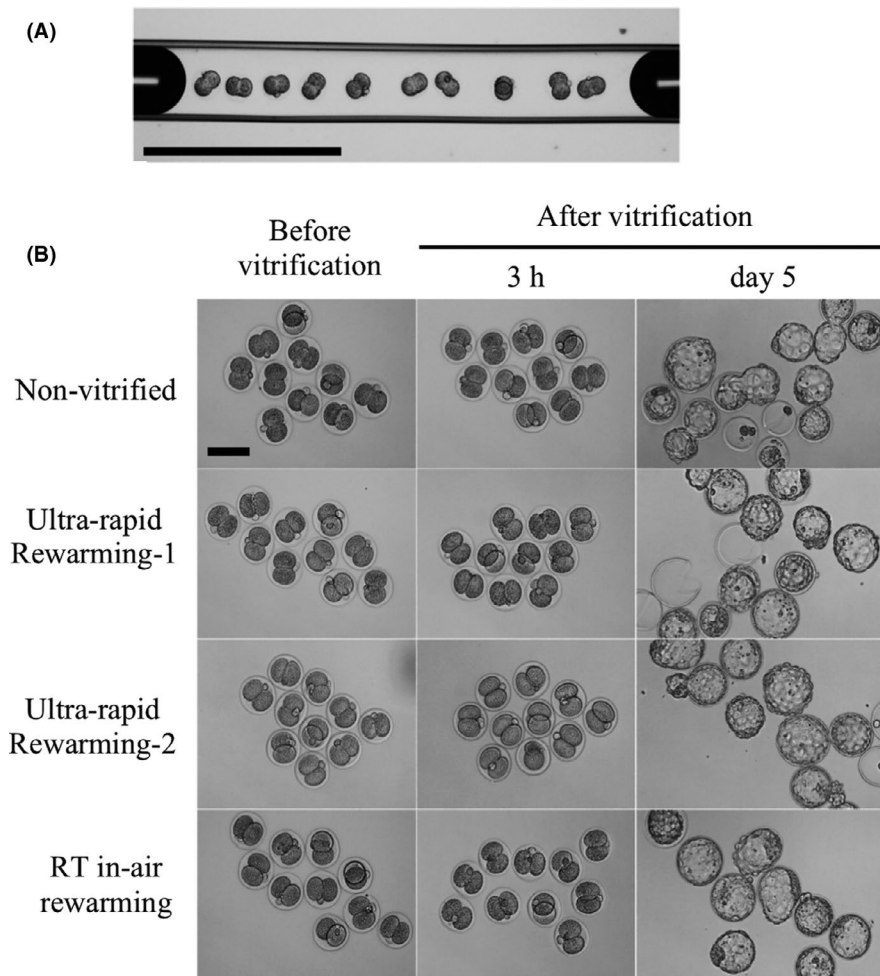 (A)
(B)
Before
vitrification
After vitrification
3 h
day 5
Non-vitrified
Ultra-rapid
Rewarming-1
Ultra-rapid
Rewarming-2
RT in-air
rewarming